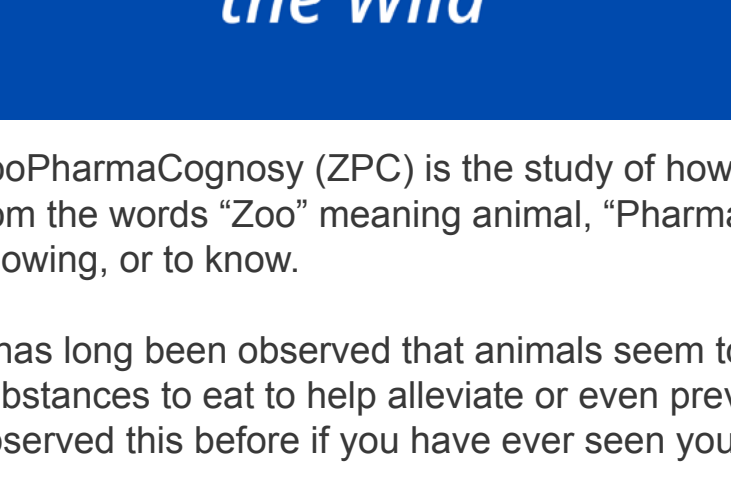 the Wild
ooPharmaCognosy (ZPC) is the study of how
om the words “Zoo” meaning animal, “Pharma
owing, or to know.
has long been observed that animals seem to
bstances to eat to help alleviate or even prev
served this before if you have ever seen you